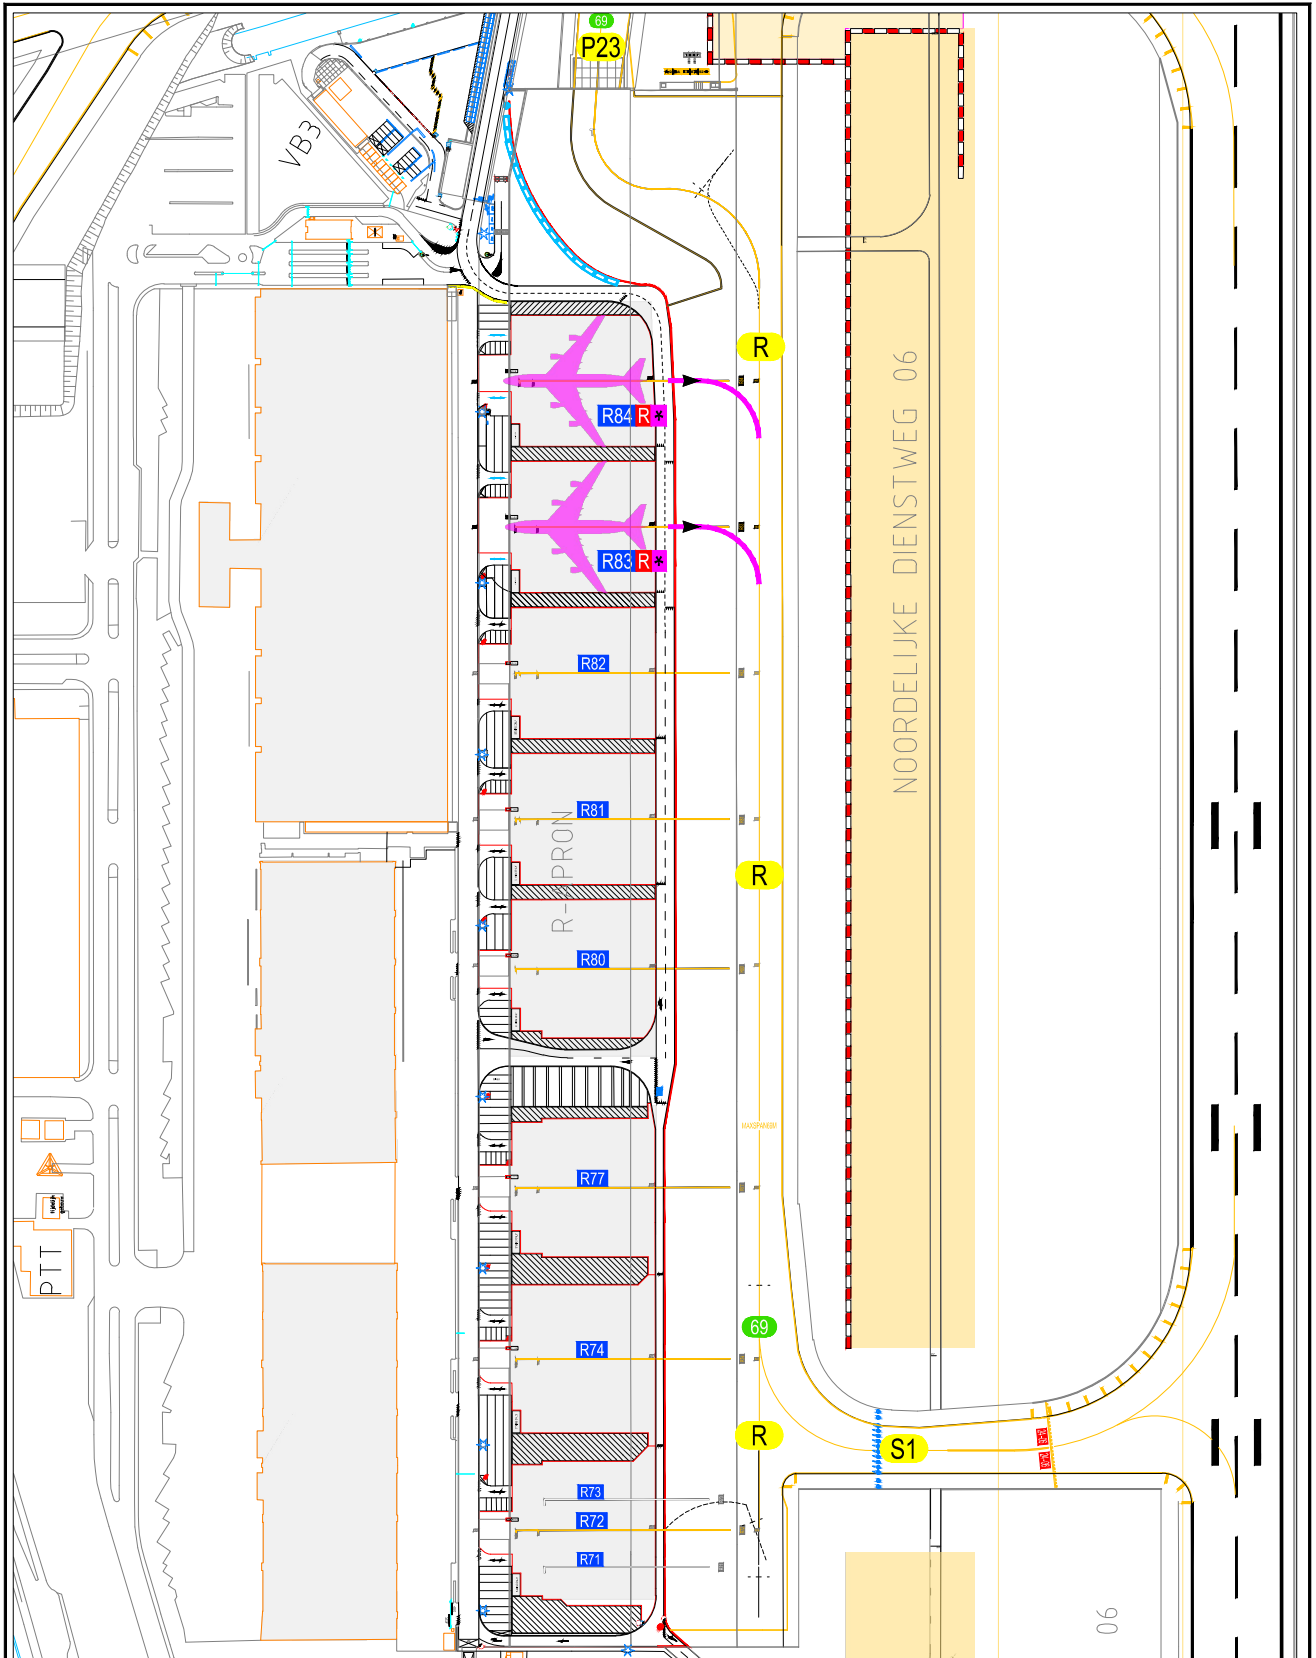 69
P23
VB3
R
R84 R *
NOORDELIJKE DIENSTWEG 06
R83 R *
R82
R81
R-APRON
R
R80
R77
PTT
69
R74
R
S1
R73
R72
R71
06